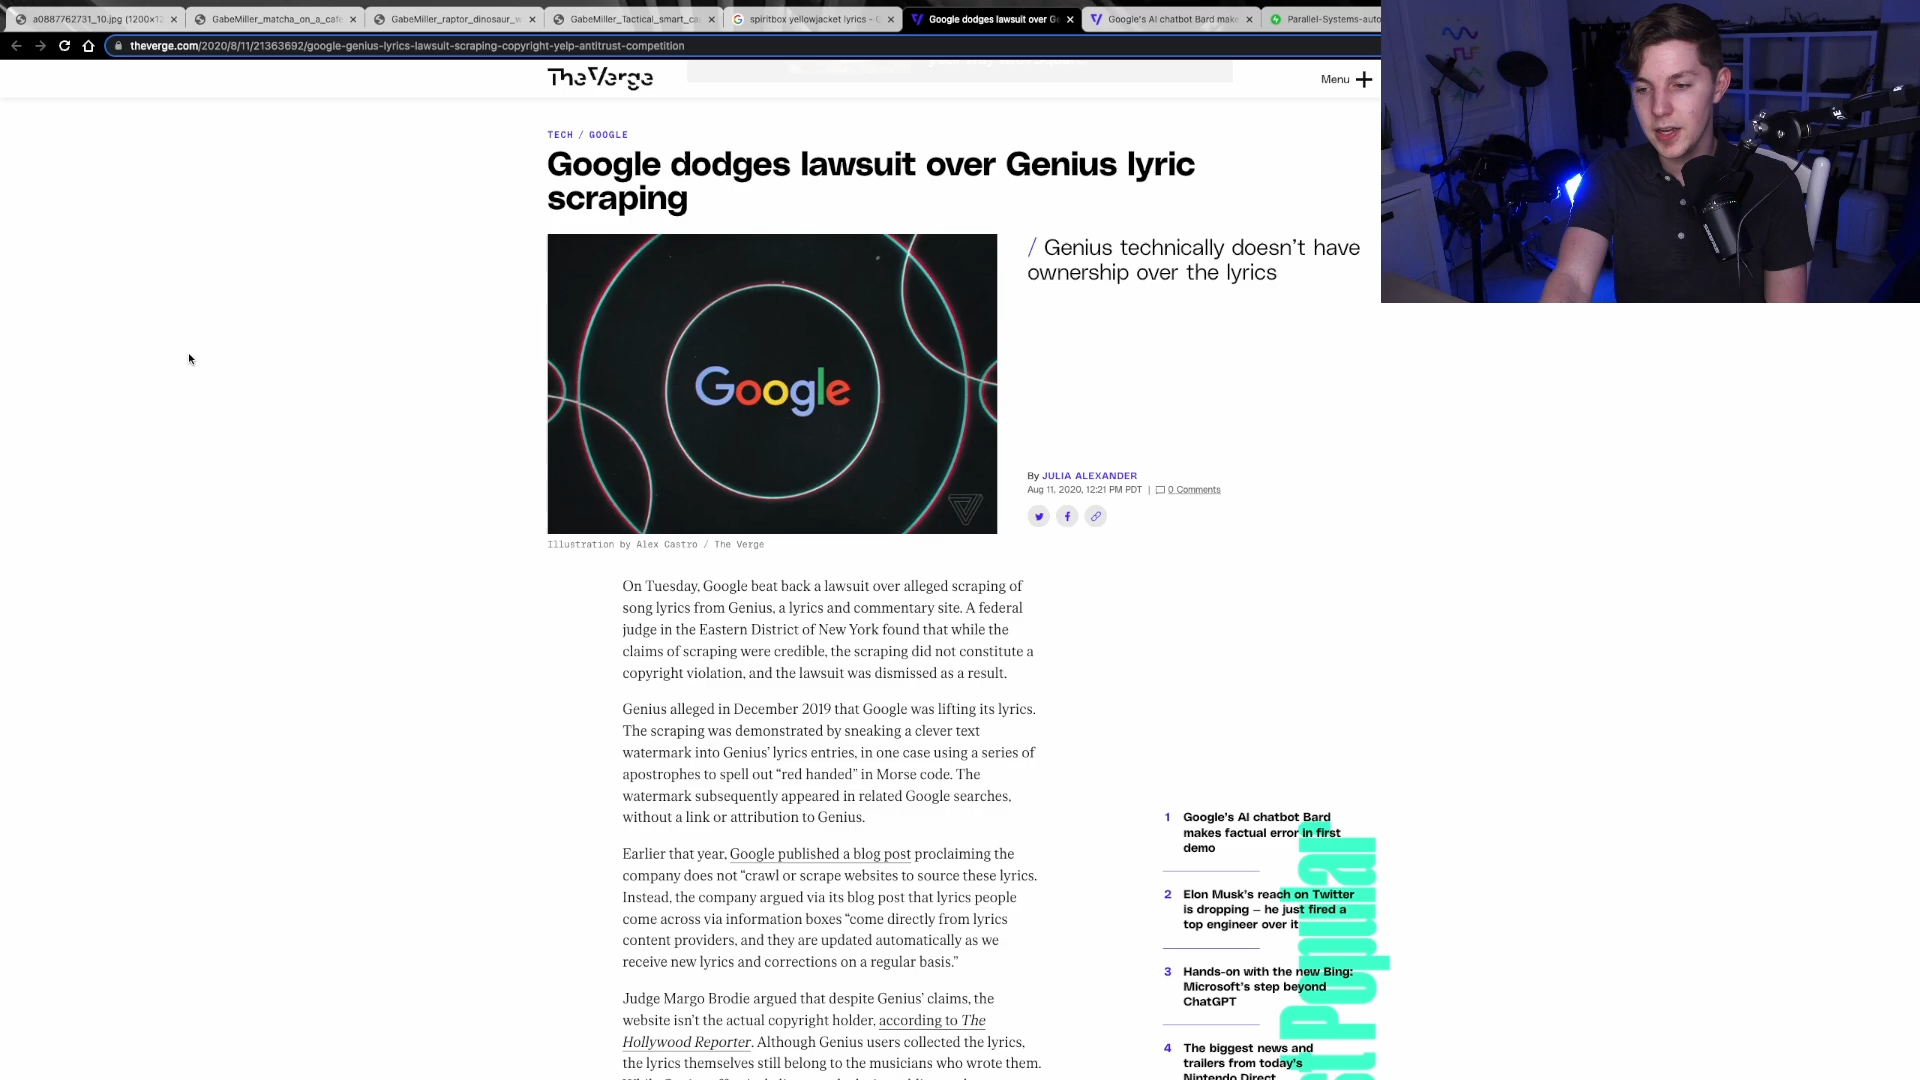 a0887762731_10.jpg (1200×12
GabeMiller_matcha_on_a_cafe
GabeMiller_raptor_dinosaur_w
GabeMiller_Tactical_smart_ca
spiritbox yellowjacket lyrics - G
Google dodges lawsuit over Ge
Google's AI chatbot Bard make
Parallel-Systems-auto
theverge.com/2020/8/11/21363692/google-genius-lyrics-lawsuit-scraping-copyright-yelp-antitrust-competition
The Verge
Menu
TECH / GOOGLE
Google dodges lawsuit over Genius lyric
scraping
/ Genius technically doesn't have
ownership over the lyrics
Google
By JULIA ALEXANDER
Aug 11, 2020, 12:21 PM PDT | 0 Comments
Illustration by Alex Castro / The Verge
On Tuesday, Google beat back a lawsuit over alleged scraping of
song lyrics from Genius, a lyrics and commentary site. A federal
judge in the Eastern District of New York found that while the
claims of scraping were credible, the scraping did not constitute a
copyright violation, and the lawsuit was dismissed as a result.
Genius alleged in December 2019 that Google was lifting its lyrics.
The scraping was demonstrated by sneaking a clever text
watermark into Genius' lyrics entries, in one case using a series of
apostrophes to spell out “red handed” in Morse code. The
watermark subsequently appeared in related Google searches,
without a link or attribution to Genius.
Earlier that year, Google published a blog post proclaiming the
company does not “crawl or scrape websites to source these lyrics.
Instead, the company argued via its blog post that lyrics people
come across via information boxes “come directly from lyrics
content providers, and they are updated automatically as we
receive new lyrics and corrections on a regular basis.”
Judge Margo Brodie argued that despite Genius' claims, the
website isn't the actual copyright holder, according to The
Hollywood Reporter. Although Genius users collected the lyrics,
the lyrics themselves still belong to the musicians who wrote them.
1 Google's AI chatbot Bard
makes factual error in first
demo
2 Elon Musk's reach on Twitter
is dropping – he just fired a
top engineer over it
3 Hands-on with the new Bing:
Microsoft's step beyond
ChatGPT
4 The biggest news and
trailers from today's
Nintendo Direct
st Popular